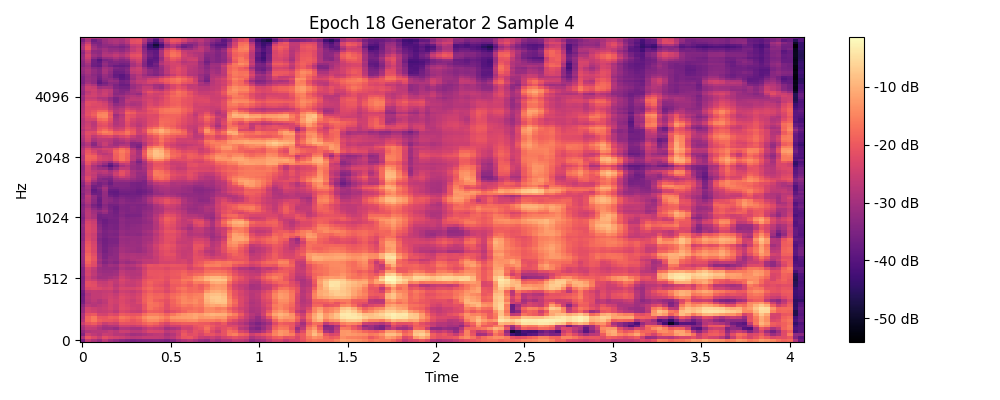 Epoch 18 Generator 2 Sample 4
Hz
4096
2048
1024
512
0
0 0.5 1 1.5 2 2.5 3 3.5 4
Time
-10 dB
-20 dB
-30 dB
-40 dB
-50 dB